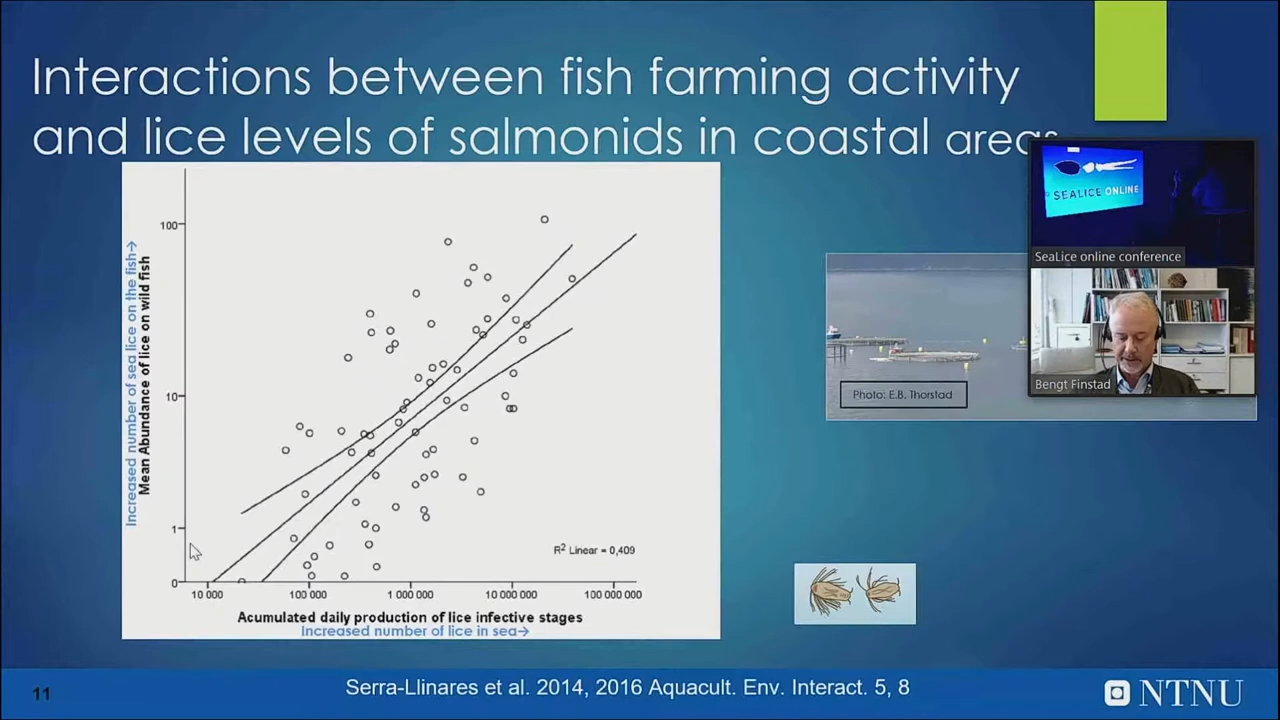 Interactions between fish farming activity
and lice levels of salmonids in coastal areas
SEALICE ONLINE
SeaLice online conference
Bengt Finstad
Photo: E.B. Thorstad
Increased number of sea lice on the fish→
Mean Abundance of lice on wild fish
100
10
1
0
R² Linear = 0,409
10 000
100 000
1 000 000
10 000 000
100 000 000
Acumulated daily production of lice infective stages
Increased number of lice in sea→
11
Serra-Llinares et al. 2014, 2016 Aquacult. Env. Interact. 5, 8
NTNU